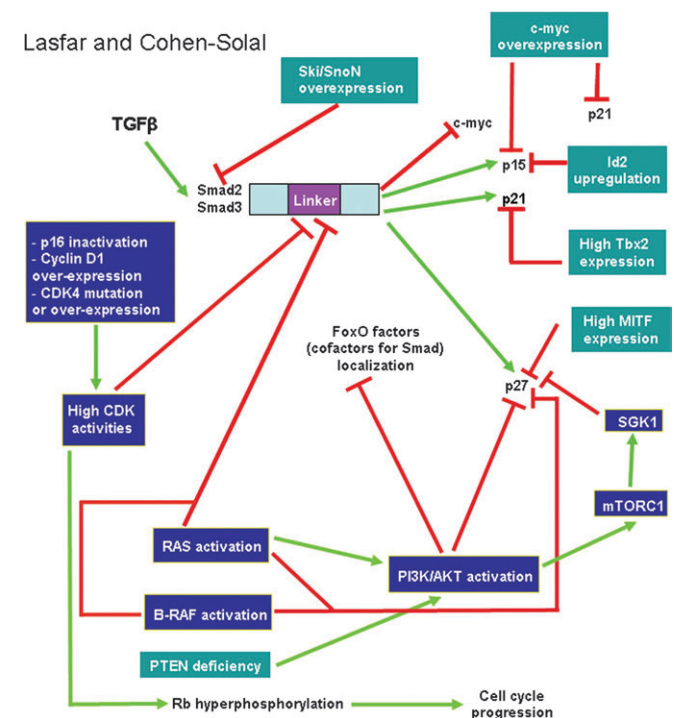 Lasfar and Cohen-Solal
c-myc
overexpression
Ski/SnoN
overexpression
p21
TGFβ
c-myc
p15
Id2
upregulation
Smad2
Smad3
Linker
p21
- p16 inactivation
- Cyclin D1
over-expression
- CDK4 mutation
or over-expression
High Tbx2
expression
High MITF
expression
FoxO factors
(cofactors for Smad)
localization
p27
High CDK
activities
SGK1
mTORC1
RAS activation
PI3K/AKT activation
B-RAF activation
PTEN deficiency
Rb hyperphosphorylation
Cell cycle
progression